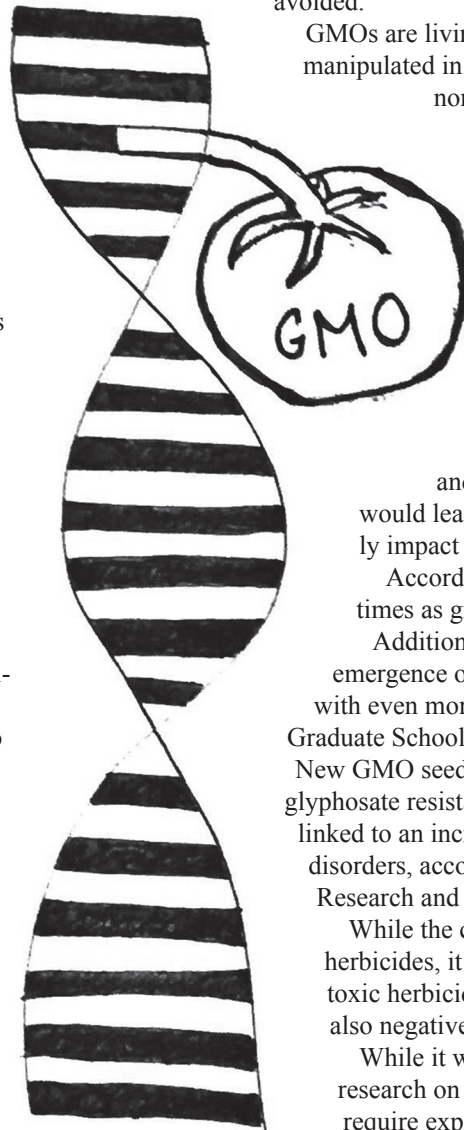 avoided.
GMOs are livin
manipulated in
nor
s
GMO
and
would lea
ly impact
Accord
times as g
Addition
emergence o
with even mor
Graduate School
New GMO seed
glyphosate resist
linked to an inc
disorders, acco
Research and
While the c
herbicides, it
toxic herbicid
also negative
While it w
research on
require exp